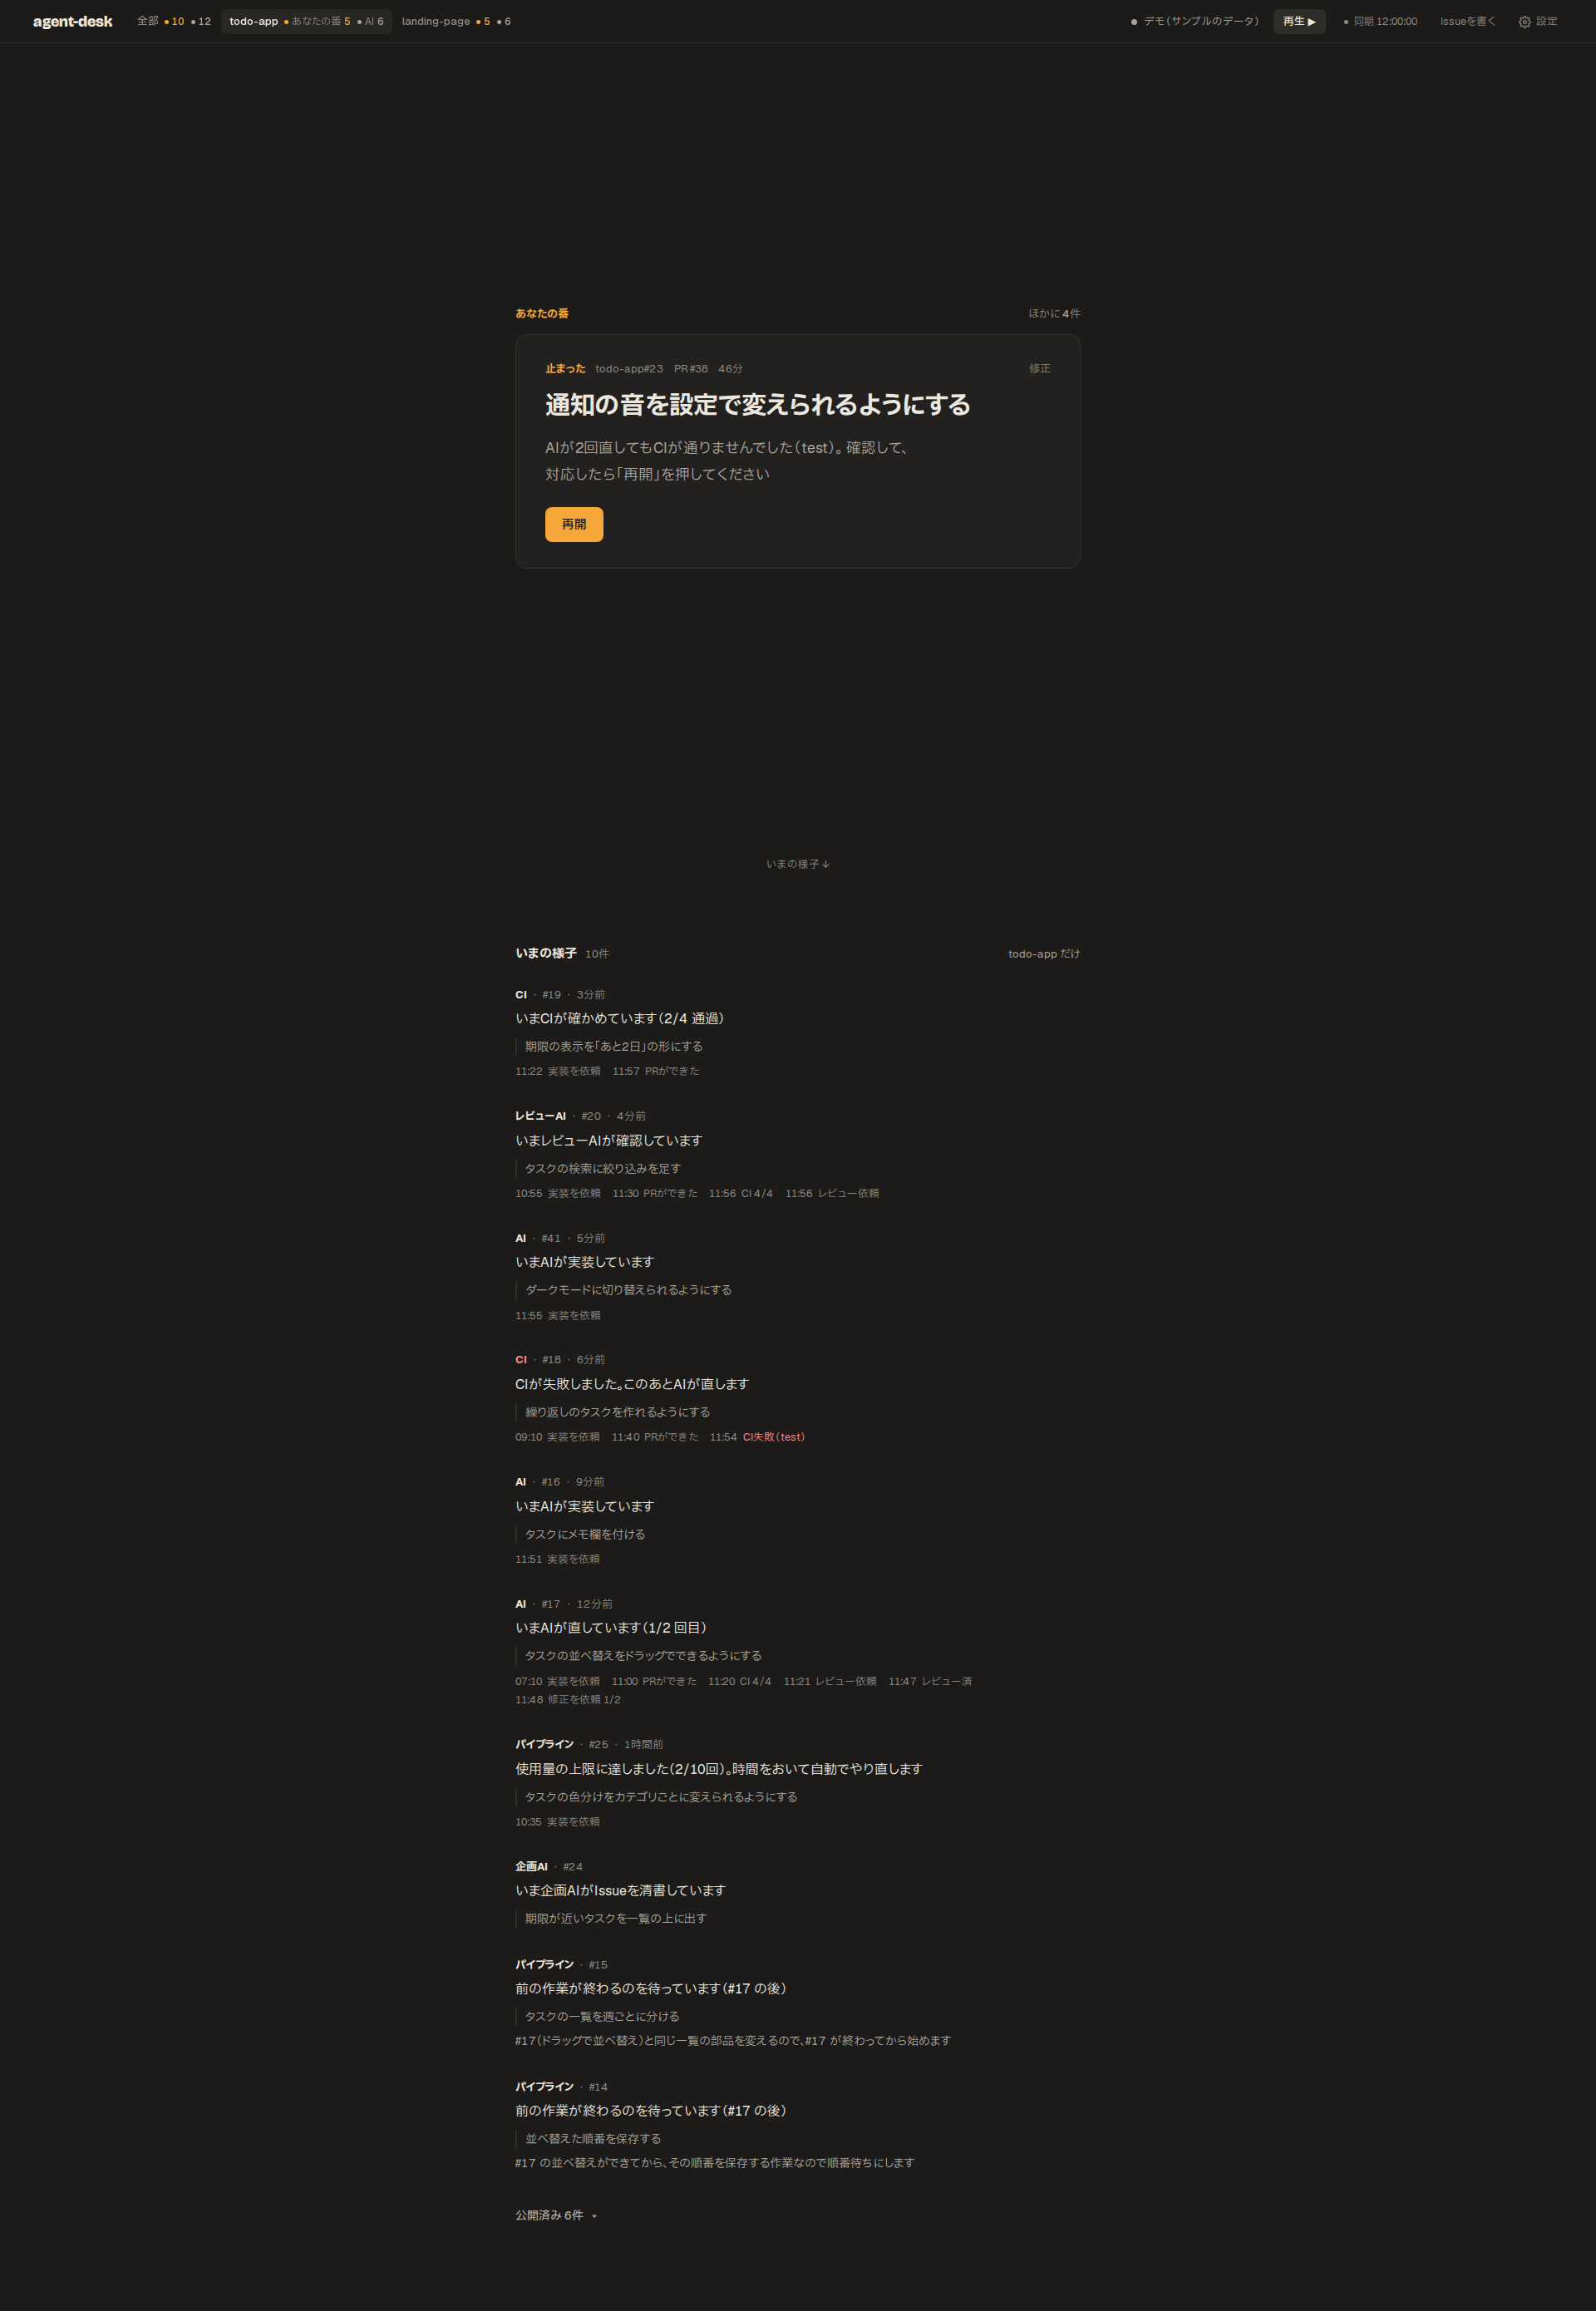 agent-desk 全部 10 12 todo-app あなたの番 5 AI 6 landing-page 5 6 デモ（サンプルのデータ） 再生 ▶ 同期 12:00:00 Issueを書く 設定
あなたの番 ほかに4件
止まった todo-app#23 PR#38 46分 修正
通知の音を設定で変えられるようにする
AIが2回直してもCIが通りませんでした（test）。確認して、
対応したら「再開」を押してください
再開
いまの様子 ↓
いまの様子 10件 todo-app だけ
CI · #19 · 3分前
いまCIが確かめています（2/4 通過）
期限の表示を「あと2日」の形にする
11:22 実装を依頼 11:57 PRができた
レビューAI · #20 · 4分前
いまレビューAIが確認しています
タスクの検索に絞り込みを足す
10:55 実装を依頼 11:30 PRができた 11:56 CI 4/4 11:56 レビュー依頼
AI · #41 · 5分前
いまAIが実装しています
ダークモードに切り替えられるようにする
11:55 実装を依頼
CI · #18 · 6分前
CIが失敗しました。このあとAIが直します
繰り返しのタスクを作れるようにする
09:10 実装を依頼 11:40 PRができた 11:54 CI失敗（test）
AI · #16 · 9分前
いまAIが実装しています
タスクにメモ欄を付ける
11:51 実装を依頼
AI · #17 · 12分前
いまAIが直しています（1/2 回目）
タスクの並べ替えをドラッグでできるようにする
07:10 実装を依頼 11:00 PRができた 11:20 CI 4/4 11:21 レビュー依頼 11:47 レビュー済
11:48 修正を依頼 1/2
パイプライン · #25 · 1時間前
使用量の上限に達しました（2/10回）。時間をおいて自動でやり直します
タスクの色分けをカテゴリごとに変えられるようにする
10:35 実装を依頼
企画AI · #24
いま企画AIがIssueを清書しています
期限が近いタスクを一覧の上に出す
パイプライン · #15
前の作業が終わるのを待っています（#17 の後）
タスクの一覧を週ごとに分ける
#17（ドラッグで並べ替え）と同じ一覧の部品を変えるので、#17 が終わってから始めます
パイプライン · #14
前の作業が終わるのを待っています（#17 の後）
並べ替えた順番を保存する
#17 の並べ替えができてから、その順番を保存する作業なので順番待ちにします
公開済み 6件